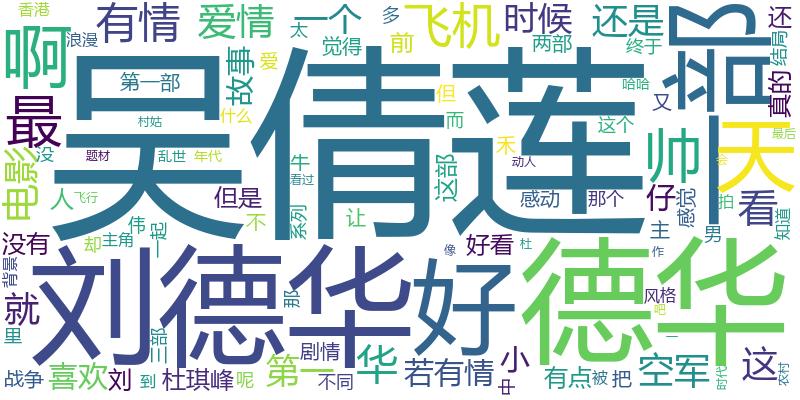 香港
浪漫
有情
爱情
一个
太
觉得
多
前
飞机
时候
两部
还是
终于
一部
结局
还
真的
啊
最
故事
爱
第一部
村姑
什么
吴倩莲
但
而
哈哈
又
这个
天
最后
帅
电影
没
题材
乱世
年代
人
飞行
牛
看过
系列
这部
禾
动人
感动
那个
仔
感觉
会
拍
看
知道
但是
不
让
伟
主角
却
一起
没有
背景
就
里
那
刘德华
好
像
好看
杜
德华
主
作
男
风格
吧
一
三部
剧情
不同
战争
喜欢
刘
到
杜琪峰
呢
第一
华
若有情
中
小
有点
被
把
空军
这
时代
农村